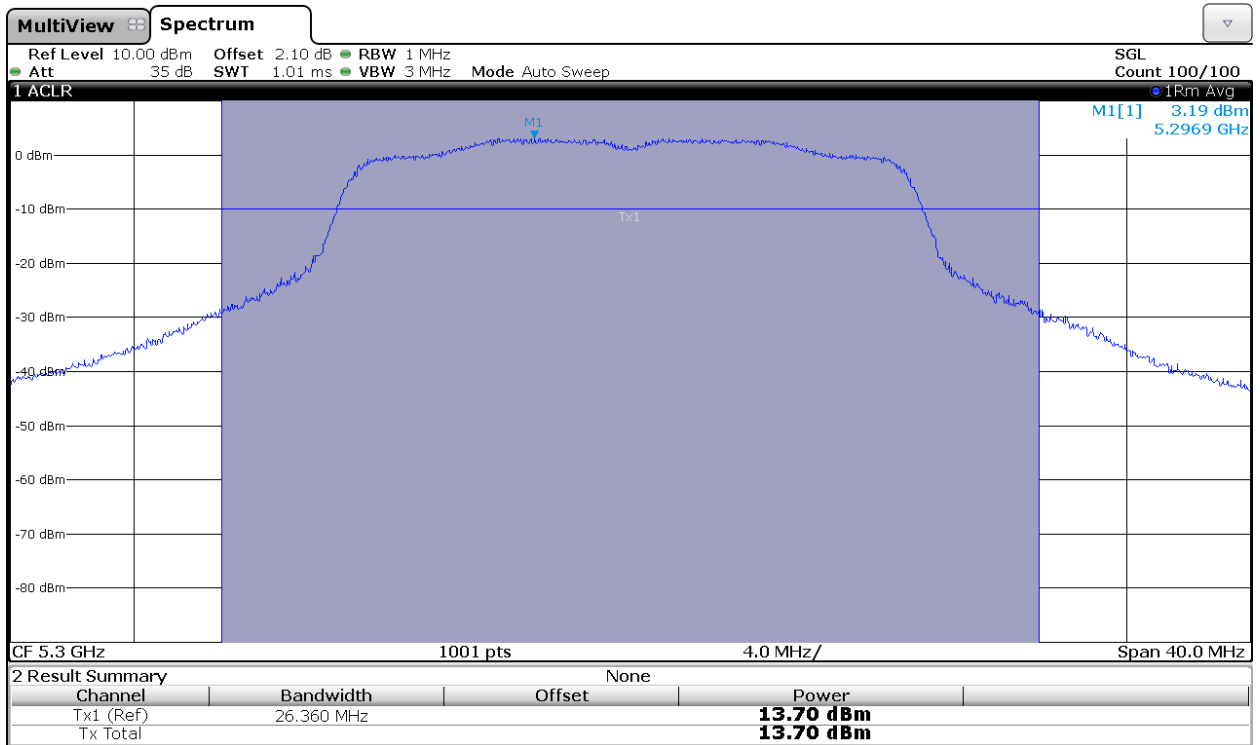 MultiView Spectrum
Ref Level 10.00 dBm Offset 2.10 dB RBW 1 MHz SGL
Att 35 dB SWT 1.01 ms VBW 3 MHz Mode Auto Sweep Count 100/100
1 ACLR 1Rm Avg
M1[1] 3.19 dBm
5.2969 GHz
M1
0 dBm
-10 dBm
Tx1
-20 dBm
-30 dBm
-40 dBm
-50 dBm
-60 dBm
-70 dBm
-80 dBm
CF 5.3 GHz 1001 pts 4.0 MHz/ Span 40.0 MHz
2 Result Summary None
Channel Bandwidth Offset Power
Tx1 (Ref) 26.360 MHz 13.70 dBm
Tx Total 13.70 dBm